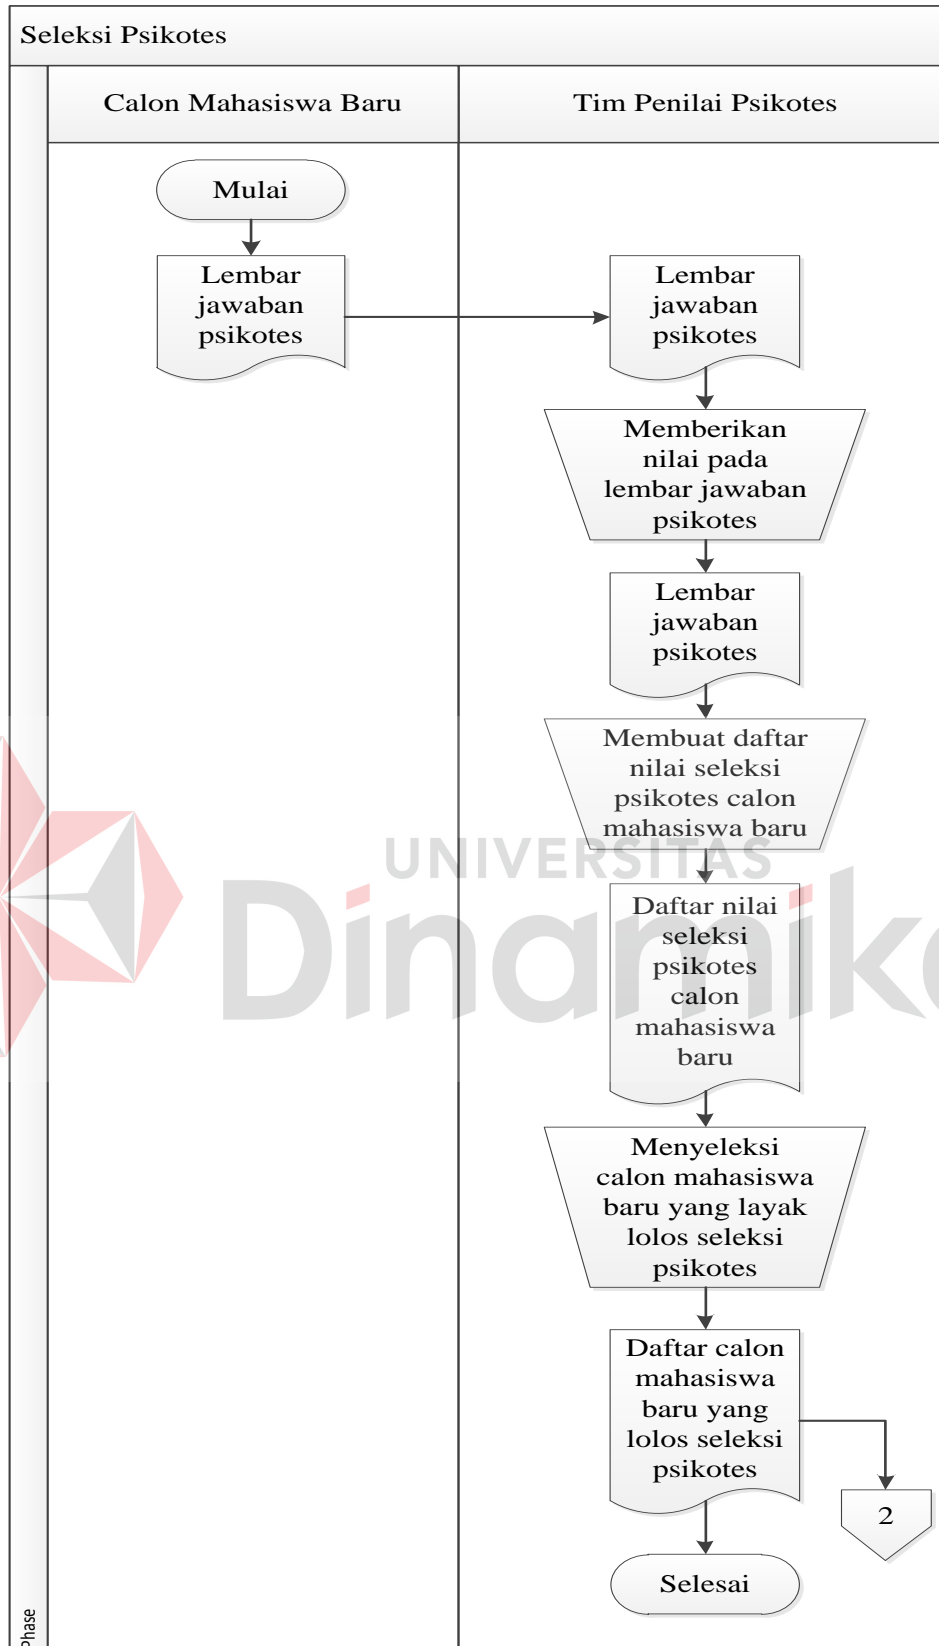 Seleksi Psikotes
Calon Mahasiswa Baru
Tim Penilai Psikotes
Mulai
Lembar
jawaban
psikotes
Lembar
jawaban
psikotes
Memberikan
nilai pada
lembar jawaban
psikotes
Lembar
jawaban
psikotes
Membuat daftar
nilai seleksi
psikotes calon
mahasiswa baru
UNIVERSITAS
Dinamika
Daftar nilai
seleksi
psikotes
calon
mahasiswa
baru
Menyeleksi
calon mahasiswa
baru yang layak
lolos seleksi
psikotes
Daftar calon
mahasiswa
baru yang
lolos seleksi
psikotes
2
Selesai
Phase